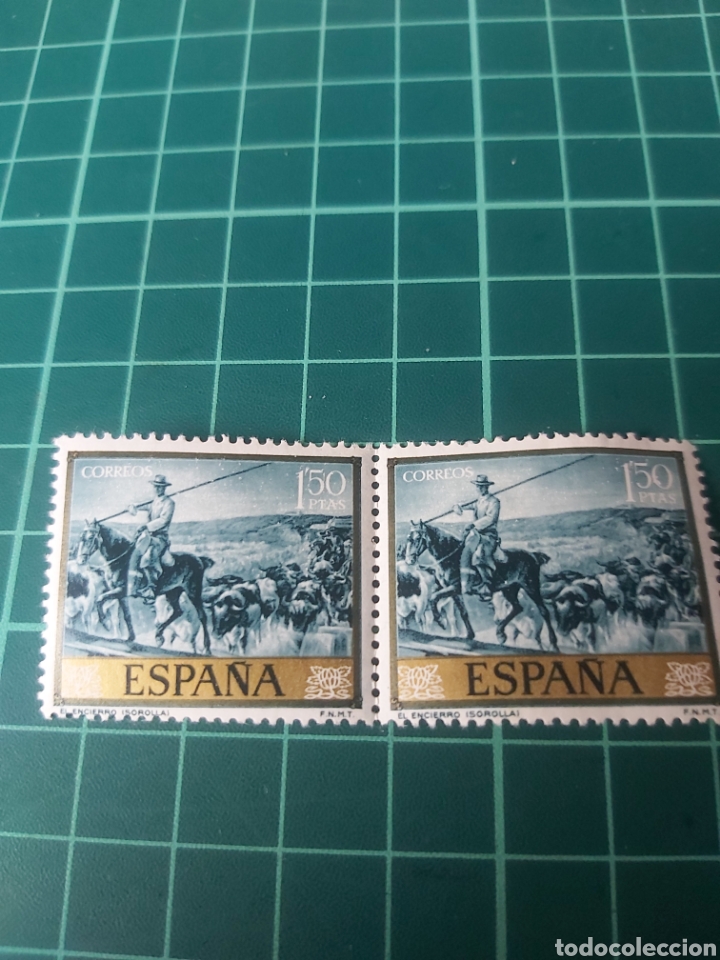 CORREOS
1'50
PTAS
ESPAÑA
EL ENCIERRO (SOROLLA) F.N.M.T.
CORREOS
1'50
PTAS
ESPAÑA
EL ENCIERRO (SOROLLA) F.N.M.T.
todocoleccion